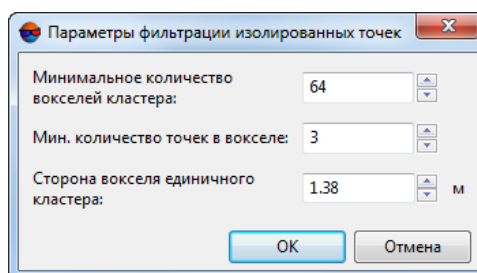 Параметры фильтрации изолированных точек
Минимальное количество
вокселей кластера:
64
Мин. количество точек в вокселе:
3
Сторона вокселя единичного
кластера:
1.38
м
OK
Отмена